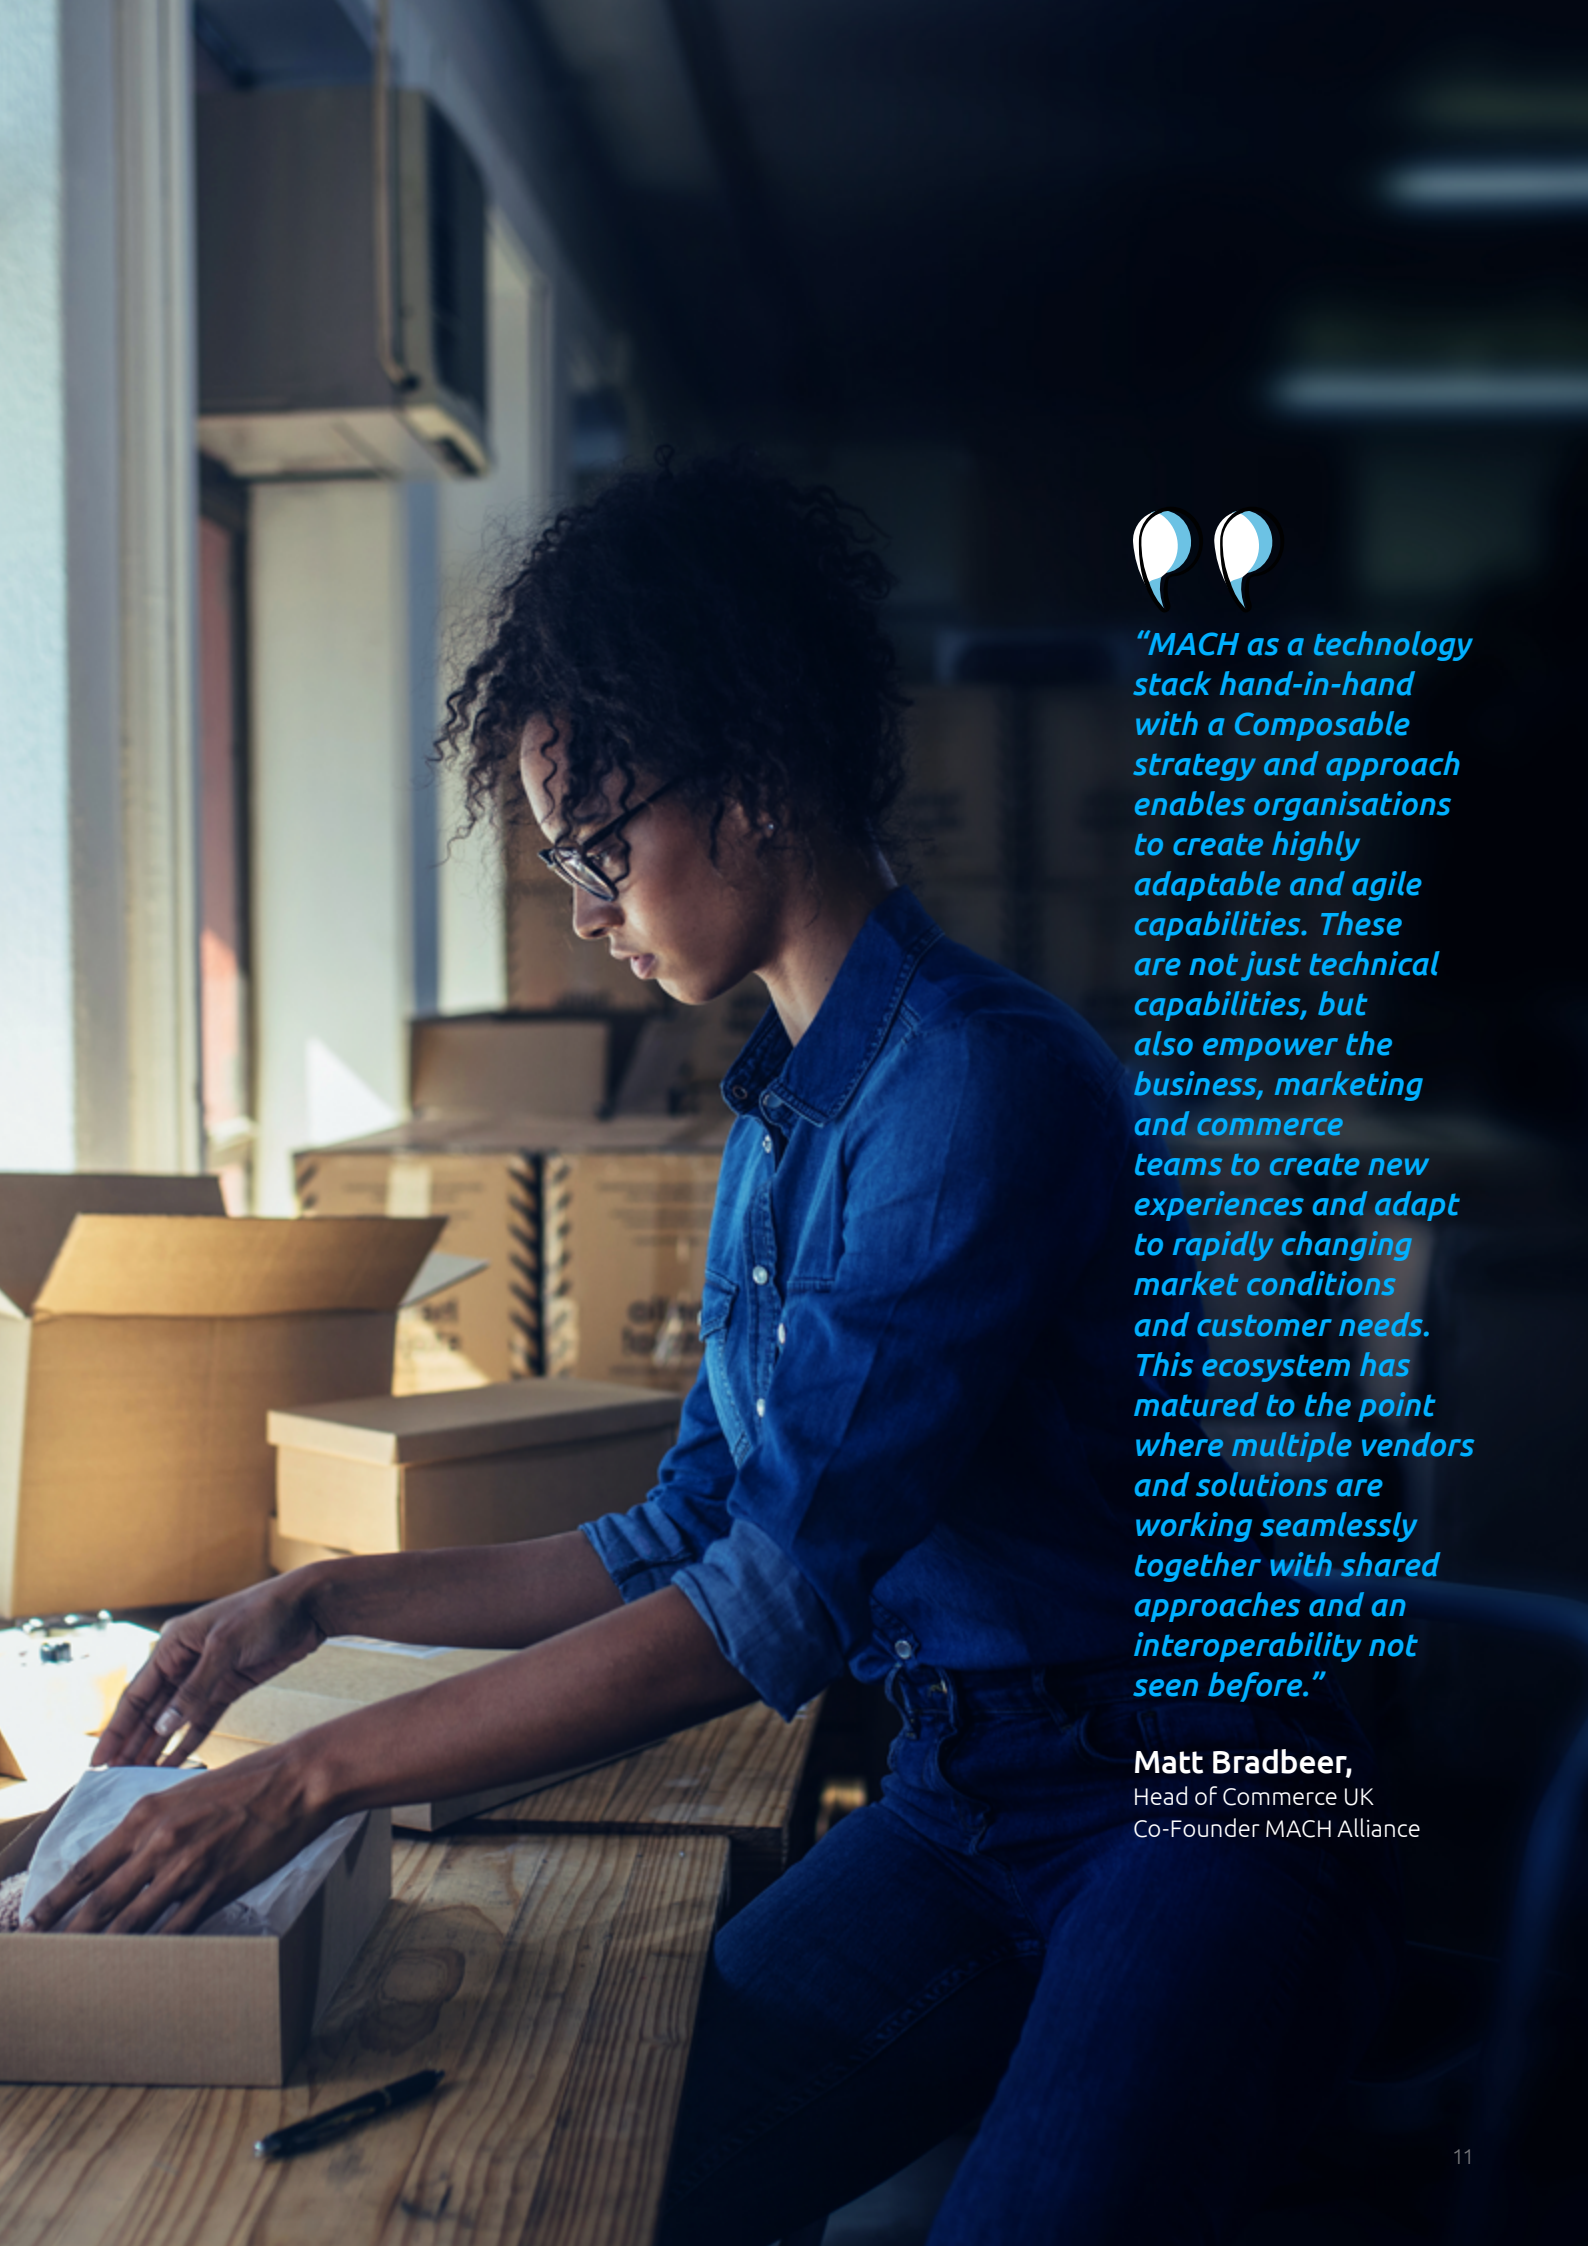 “MACH as a technology
stack hand-in-hand
with a Composable
strategy and approach
enables organisations
to create highly
adaptable and agile
capabilities. These
are not just technical
capabilities, but
also empower the
business, marketing
and commerce
teams to create new
experiences and adapt
to rapidly changing
market conditions
and customer needs.
This ecosystem has
matured to the point
where multiple vendors
and solutions are
working seamlessly
together with shared
approaches and an
interoperability not
seen before.”
Matt Bradbeer,
Head of Commerce UK
Co-Founder MACH Alliance
11